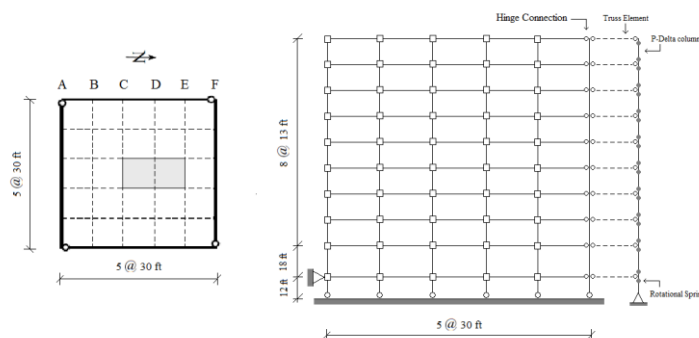 Hinge Connection
Truss Element
P-Delta column
N
A B C D E F
5 @ 30 ft
5 @ 30 ft
8 @ 13 ft
18 ft
12 ft
5 @ 30 ft
Rotational Sprin